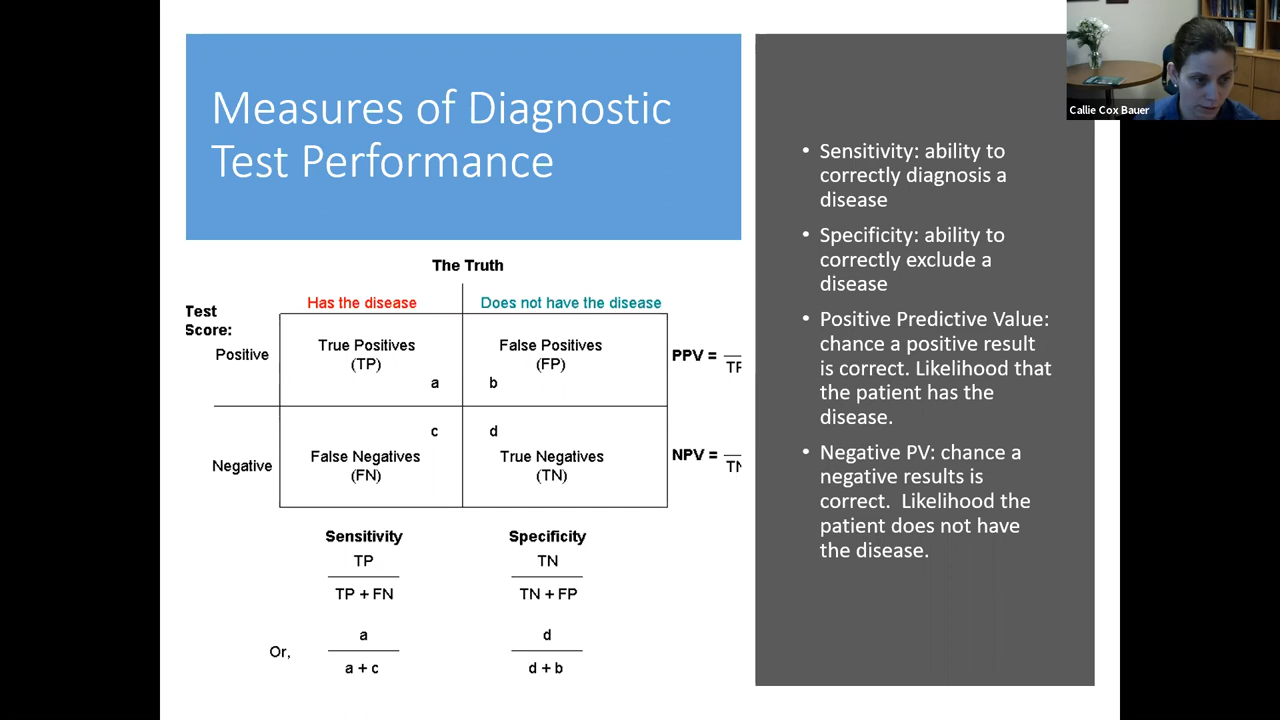 Measures of Diagnostic
Test Performance
The Truth
Has the disease
Does not have the disease
Test
Score:
Positive
True Positives
(TP)
a
False Positives
(FP)
b
PPV =
TP
Negative
c
False Negatives
(FN)
d
True Negatives
(TN)
NPV =
TN
Sensitivity
TP
TP + FN
Specificity
TN
TN + FP
Or,
a
a + c
d
d + b
• Sensitivity: ability to
correctly diagnosis a
disease
• Specificity: ability to
correctly exclude a
disease
• Positive Predictive Value:
chance a positive result
is correct. Likelihood that
the patient has the
disease.
• Negative PV: chance a
negative results is
correct.  Likelihood the
patient does not have
the disease.
Callie Cox Bauer